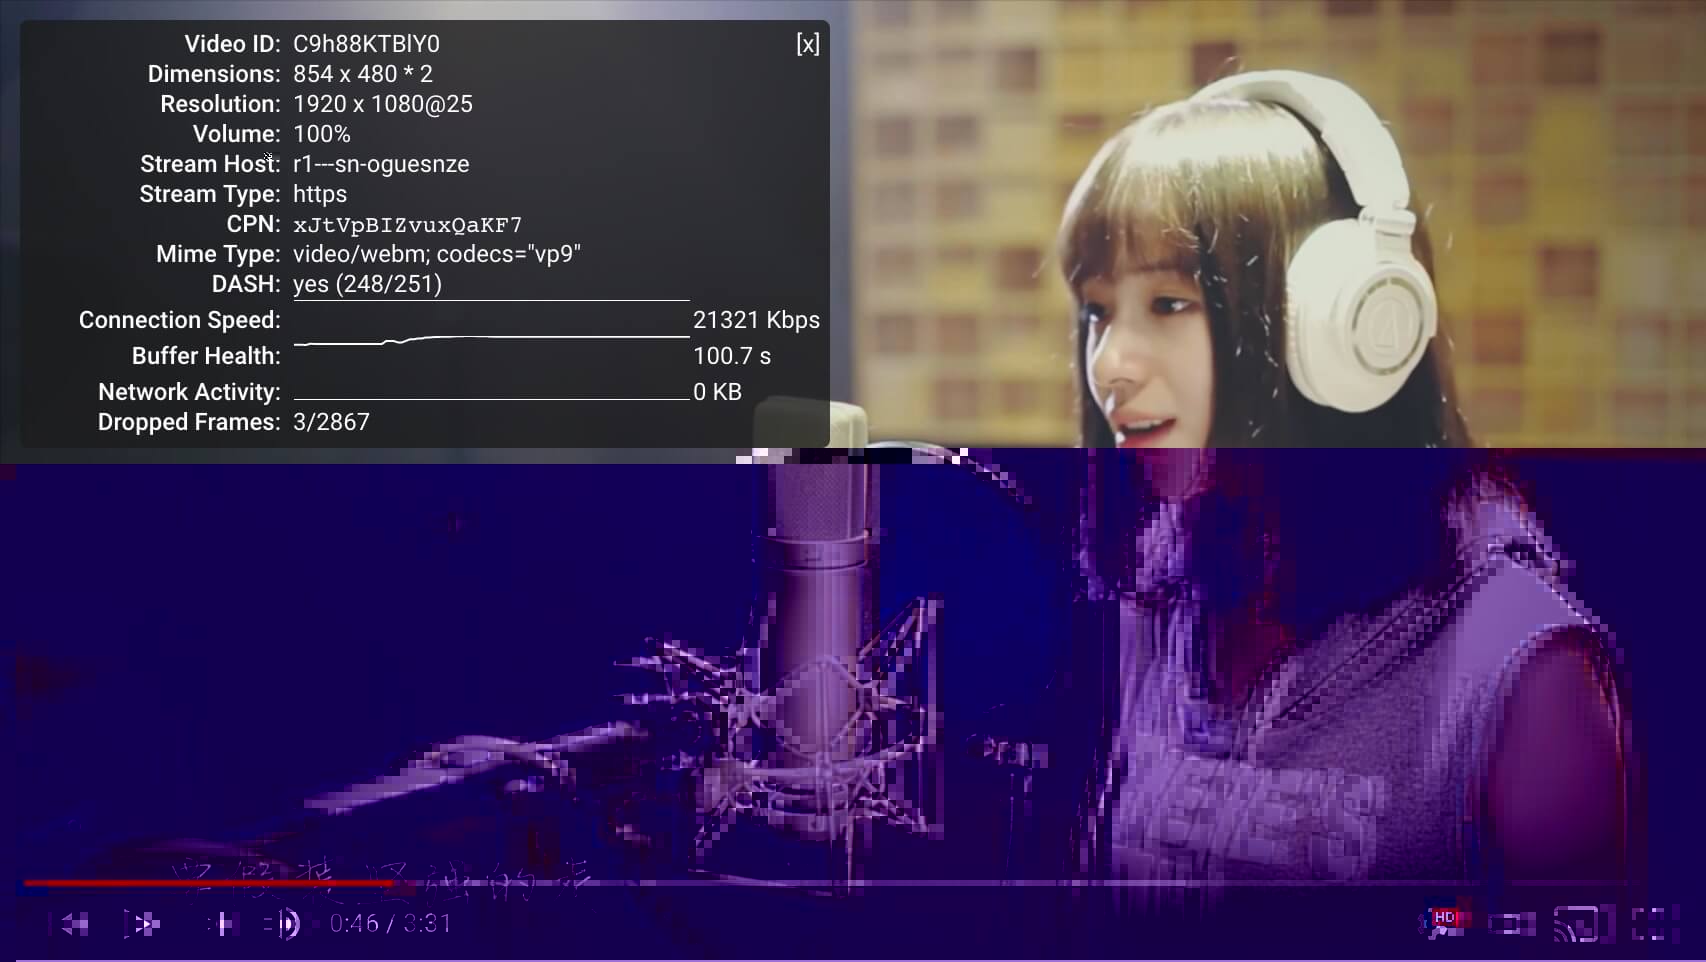 Video ID: C9h88KTBlY0 [x]
Dimensions: 854 x 480 * 2
Resolution: 1920 x 1080@25
Volume: 100%
Stream Host: r1---sn-oguesnze
Stream Type: https
CPN: xJtVpBIZvuxQaKF7
Mime Type: video/webm; codecs="vp9"
DASH: yes (248/251)
Connection Speed: 21321 Kbps
Buffer Health: 100.7 s
Network Activity: 0 KB
Dropped Frames: 3/2867
0:46 / 3:31
HD